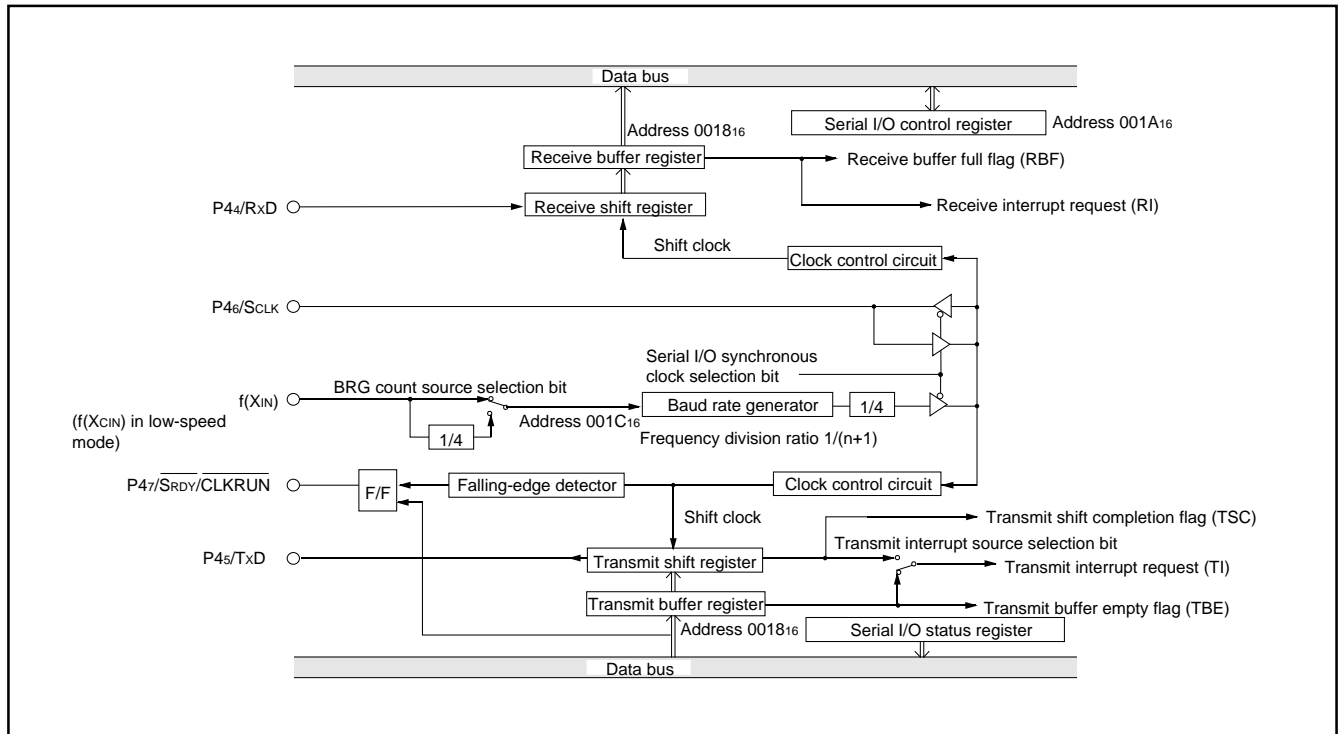 Data bus
Address 0018₁₆
Serial I/O control register
Address 001A₁₆
Receive buffer register
Receive buffer full flag (RBF)
P4₄/RxD
Receive shift register
Receive interrupt request (RI)
Shift clock
Clock control circuit
P4₆/SCLK
Serial I/O synchronous
clock selection bit
BRG count source selection bit
f(XIN)
(f(XCIN) in low-speed
mode)
1/4
Address 001C₁₆
Baud rate generator
1/4
Frequency division ratio 1/(n+1)
P4₇/S̅R̅D̅Y̅/C̅L̅K̅R̅U̅N̅
F/F
Falling-edge detector
Clock control circuit
Shift clock
Transmit shift completion flag (TSC)
P4₅/TxD
Transmit shift register
Transmit interrupt source selection bit
Transmit interrupt request (TI)
Transmit buffer register
Transmit buffer empty flag (TBE)
Address 0018₁₆
Serial I/O status register
Data bus